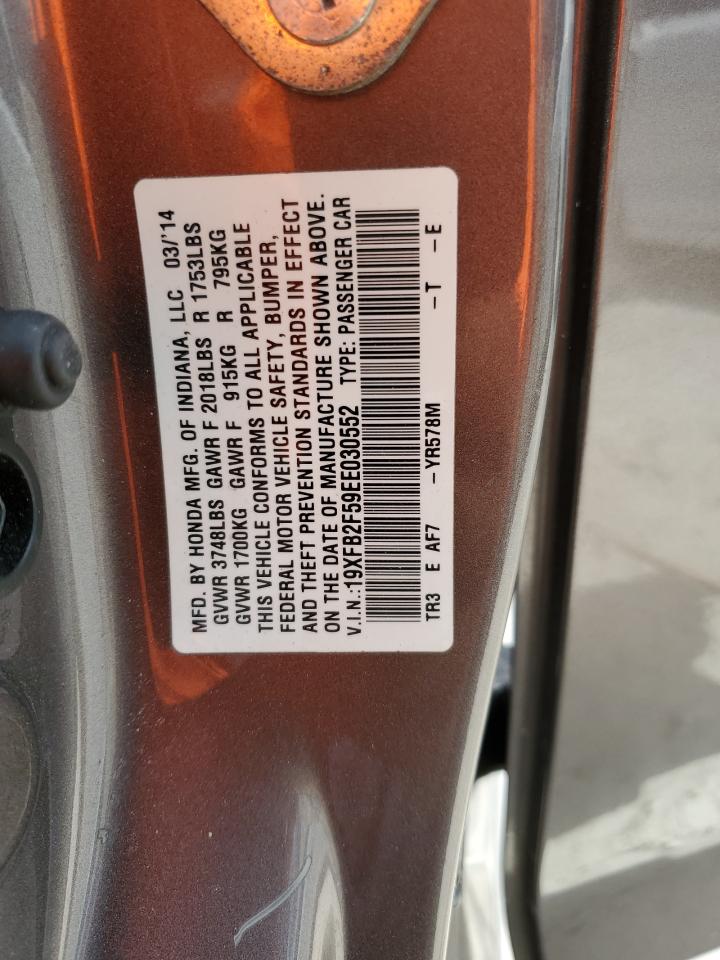 MFD. BY HONDA MFG. OF INDIANA, LLC 03/'14
GVWR 3748LBS GAWR F 2018LBS R 1753LBS
GVWR 1700KG GAWR F 915KG R 795KG
THIS VEHICLE CONFORMS TO ALL APPLICABLE
FEDERAL MOTOR VEHICLE SAFETY, BUMPER,
AND THEFT PREVENTION STANDARDS IN EFFECT
ON THE DATE OF MANUFACTURE SHOWN ABOVE.
V.I.N.:19XFB2F59EE030552 TYPE: PASSENGER CAR
TR3 E AF7 -YR578M -T -E